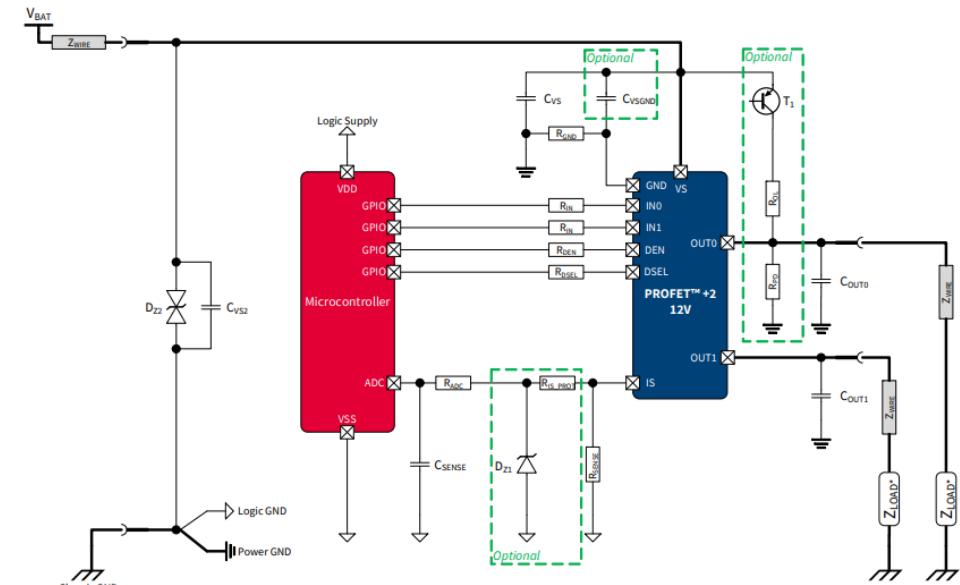 VBAT
ZWIRE
Optional
Optional
CVS
CVSGND
T1
Logic Supply
RGND
VDD
GND
VS
GPIO
RIN
IN0
ROL
GPIO
RIN
IN1
GPIO
RDEN
DEN
OUT0
GPIO
RDSEL
DSEL
Microcontroller
PROFET™ +2
12V
RPD
COUT0
ZWIRE
DZ2
CVS2
OUT1
ADC
RADC
RIS_PROT
IS
COUT1
ZWIRE
VSS
CSENSE
DZ1
RSENSE
ZLOAD*
ZLOAD*
Logic GND
Power GND
Optional